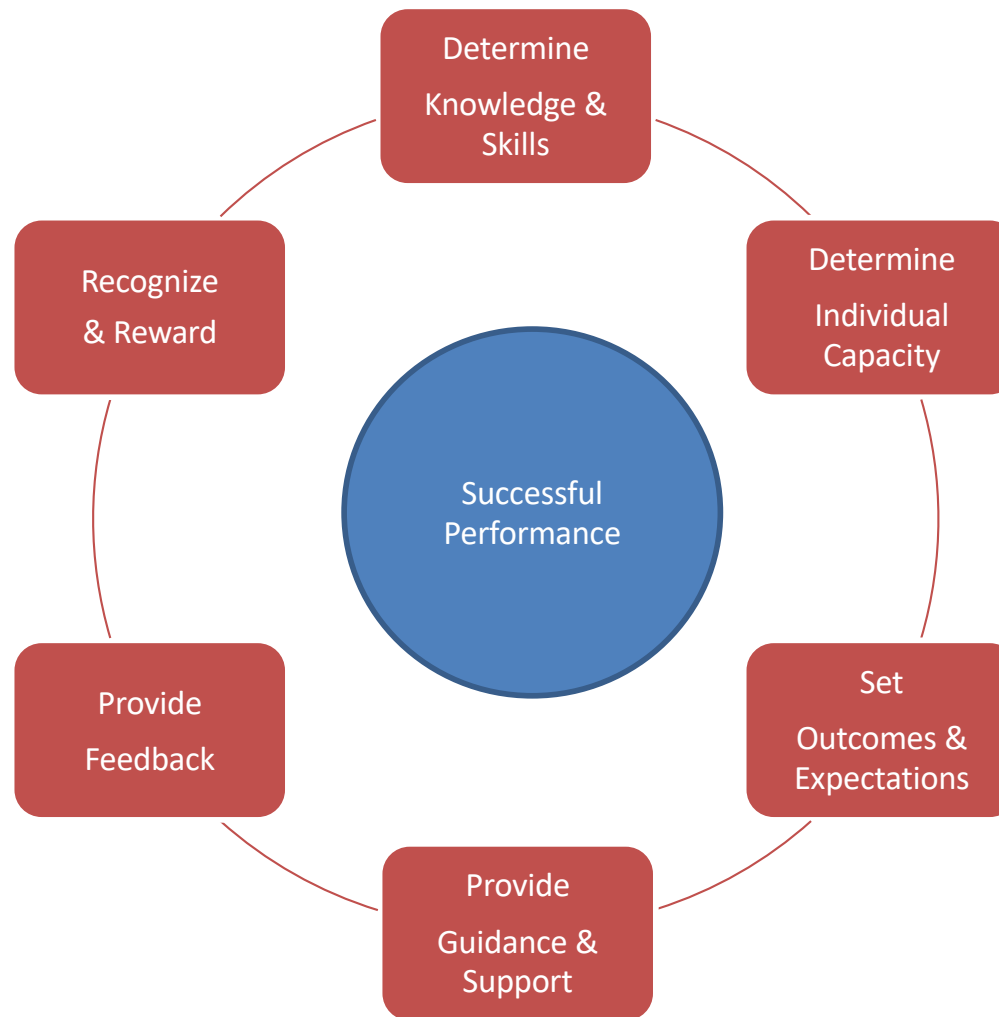 Determine
Knowledge &
Skills
Determine
Individual
Capacity
Set
Outcomes &
Expectations
Provide
Guidance &
Support
Provide
Feedback
Recognize
& Reward
Successful
Performance